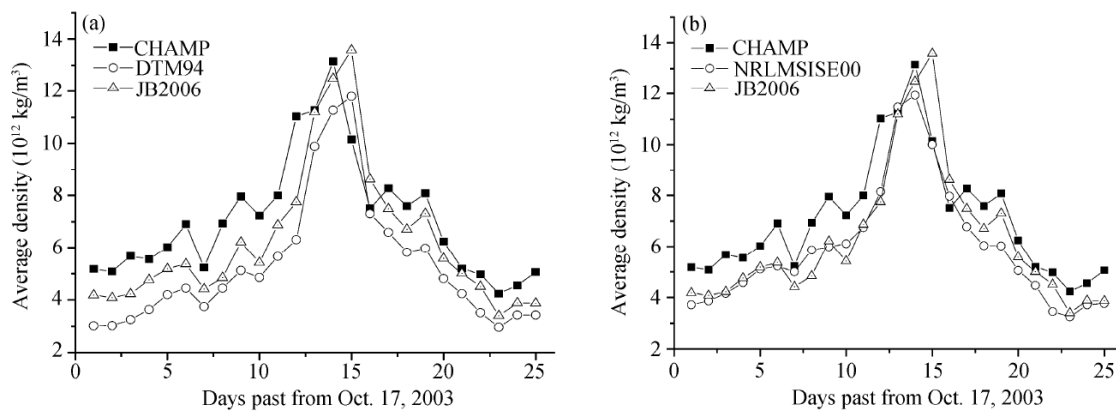 (a)
CHAMP
DTM94
JB2006
14
12
10
8
6
4
2
Average density (10¹² kg/m³)
0 5 10 15 20 25
Days past from Oct. 17, 2003
(b)
CHAMP
NRLMSISE00
JB2006
14
12
10
8
6
4
2
Average density (10¹² kg/m³)
0 5 10 15 20 25
Days past from Oct. 17, 2003